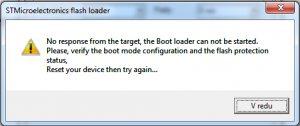 STMicroelectronics flash loader
No response from the target, the Boot loader can not be started.
Please, verify the boot mode configuration and the flash protection
status,
Reset your device then try again...
V redu